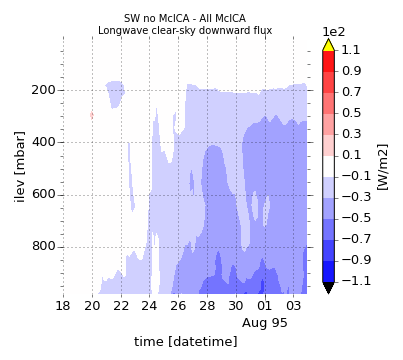 SW no McICA - All McICA
Longwave clear-sky downward flux
1e2
1.1
0.9
0.7
0.5
0.3
0.1
−0.1
−0.3
−0.5
−0.7
−0.9
−1.1
[W/m2]
200
400
600
800
ilev [mbar]
18 20 22 24 26 28 30 01 03
Aug 95
time [datetime]